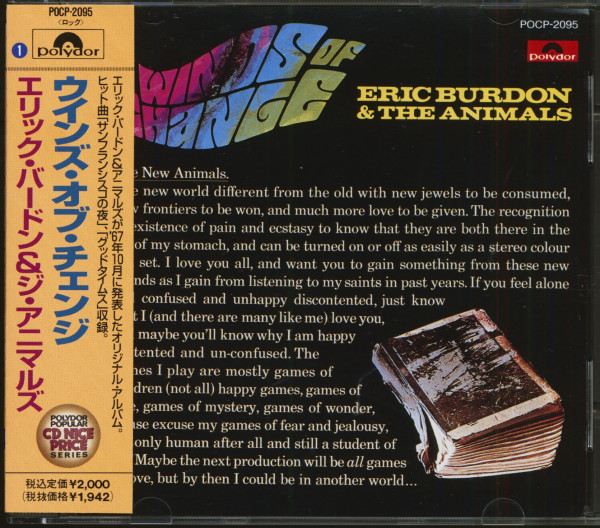 POCP-2095
〈ロック〉
1
Polydor
ウインズ・オブ・チェンジ
エリック・バードン&ジ・アニマルズ
エリック・バードン&アニマルズが'67年10月に発表したオリジナル・アルバム。
ヒット曲「サンフランシスコの夜」、「グッドタイムス」収録。
POLYDOR
POPULAR
CD NICE
PRICE
SERIES
税込定価¥2,000
(税抜価格¥1,942)
POCP-2095
Polydor
WINDS OF
CHANGE
ERIC BURDON
& THE ANIMALS
e New Animals.
e new world different from the old with new jewels to be consumed,
w frontiers to be won, and much more love to be given. The recognition
existence of pain and ecstasy to know that they are both there in the
of my stomach, and can be turned on or off as easily as a stereo colour
set. I love you all, and want you to gain something from these new
nds as I gain from listening to my saints in past years. If you feel alone
confused and unhappy discontented, just know
t I (and there are many like me) love you,
maybe you'll know why I am happy
tented and un-confused. The
nes I play are mostly games of
dren (not all) happy games, games of
e, games of mystery, games of wonder,
ase excuse my games of fear and jealousy,
only human after all and still a student of
Maybe the next production will be all games
ove, but by then I could be in another world...